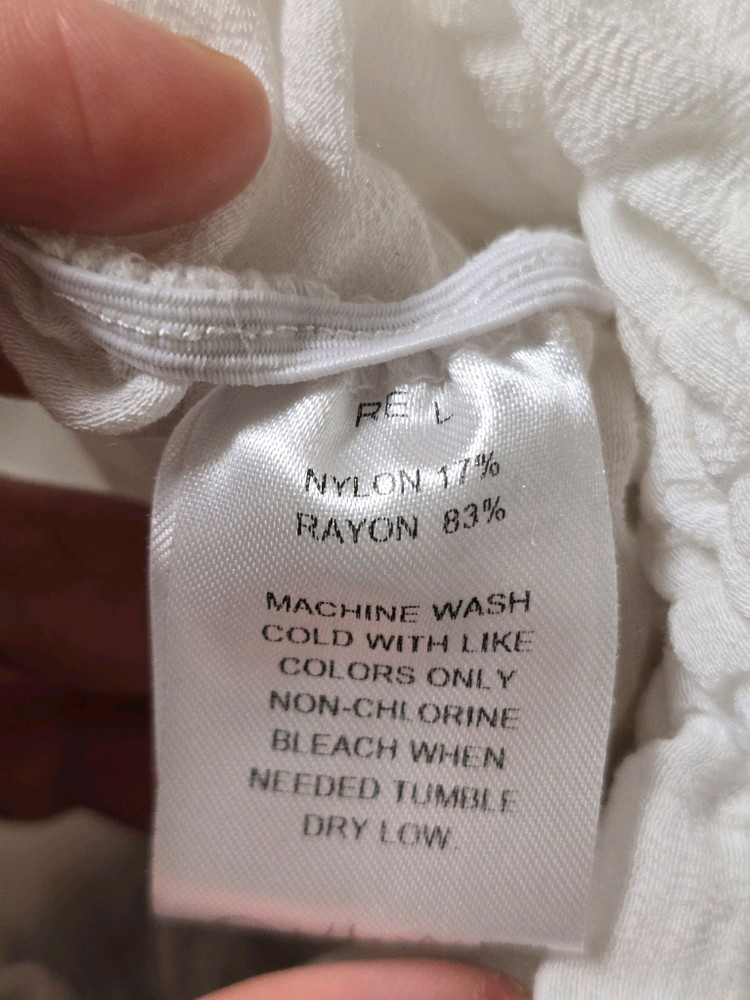 NYLON 17%
RAYON 83%
MACHINE WASH
COLD WITH LIKE
COLORS ONLY
NON-CHLORINE
BLEACH WHEN
NEEDED TUMBLE
DRY LOW.